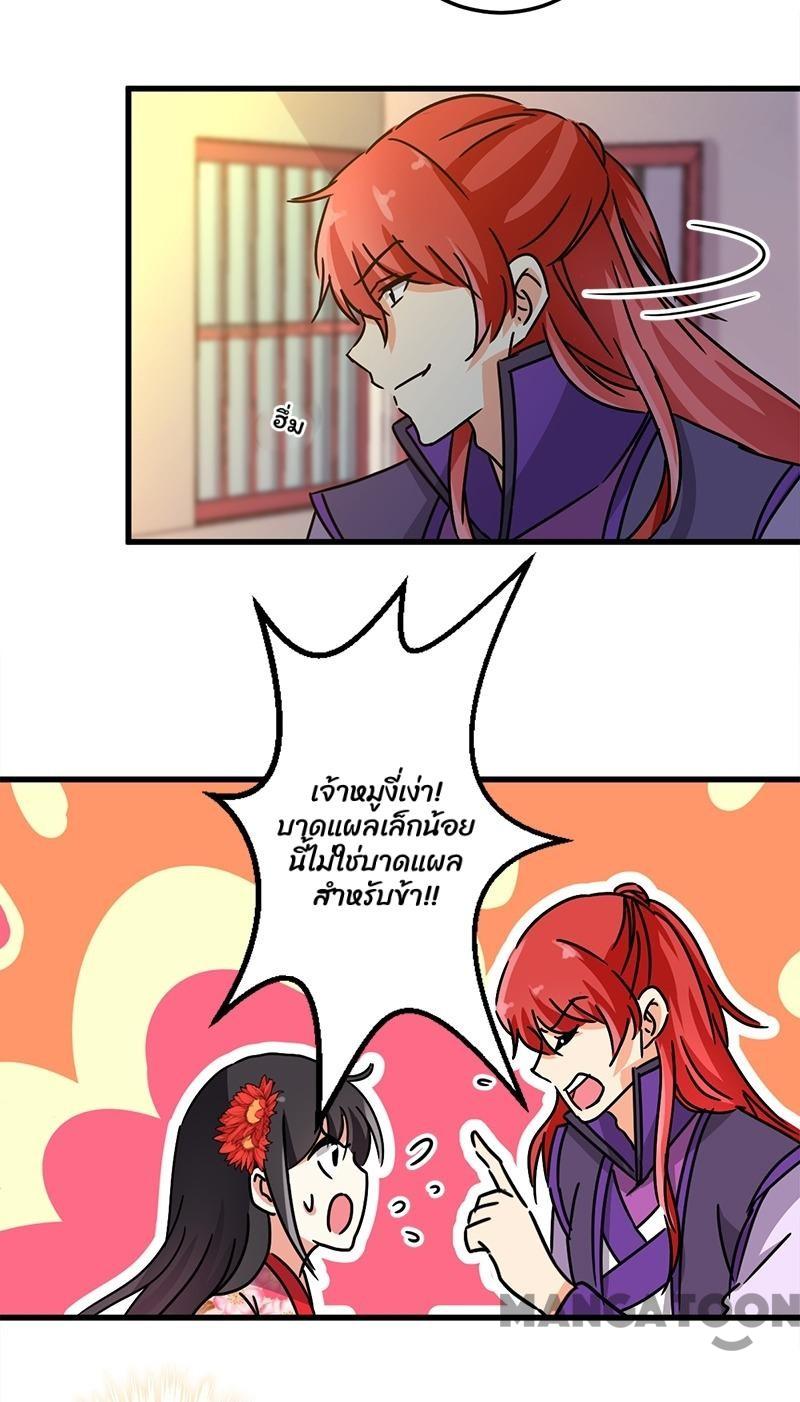 ฮึ่ม
เจ้าหมูงี่เง่า!
บาดแผลเล็กน้อย
นี้ไม่ใช่บาดแผล
สำหรับข้า!!
MANGATOON